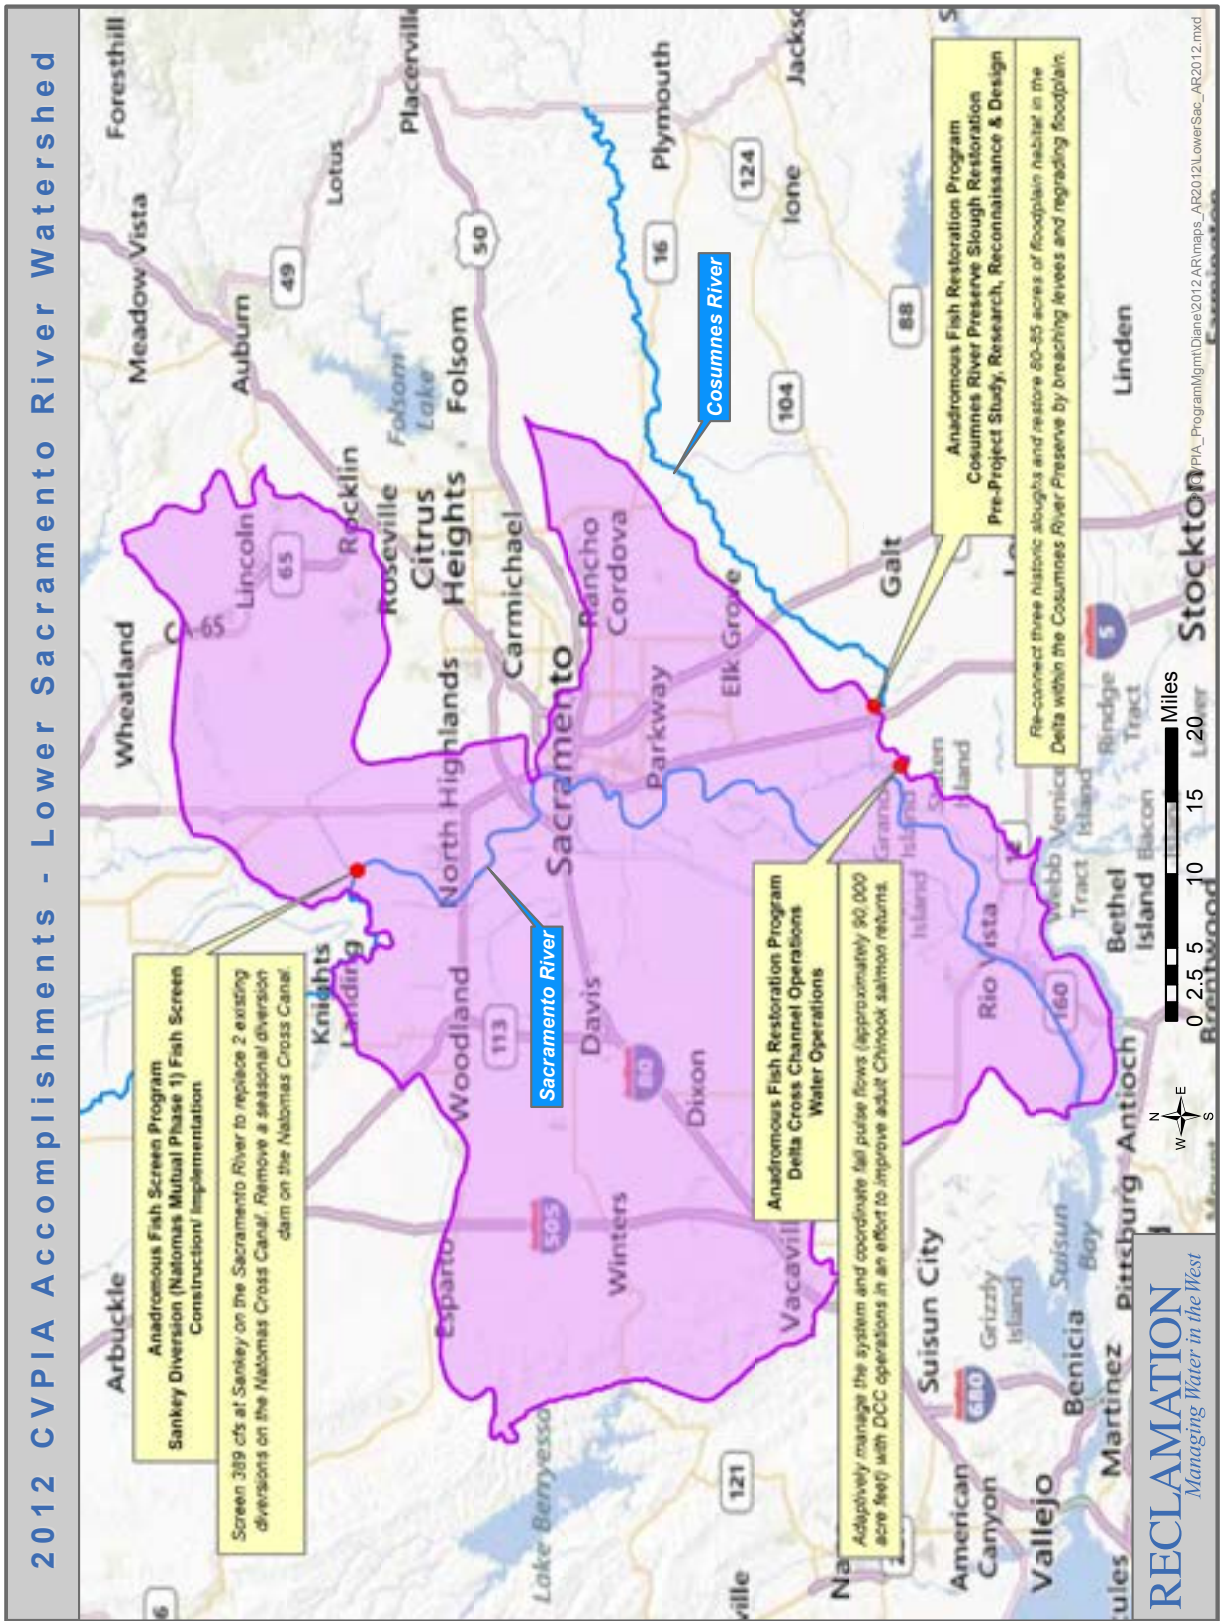 2012 CVPIA Accomplishments - Lower Sacramento River Watershed
Foresthill
Meadow Vista
Placerville
Lotus
49
Auburn
Wheatland
Arbuckle
CA 65
Lincoln
65
Rocklin
Roseville
Citrus
Heights
Folsom
Lake
Folsom
50
Carmichael
Rancho
Cordova
North Highlands
Sacramento
Knights
Landing
Woodland
113
Davis
Esparto
505
Winters
80
Dixon
Vacaville
Lake Berryessa
121
Parkway
Elk Grove
Plymouth
16
124
Ione
104
88
Galt
Linden
Stockton
5
Rindge
Tract
Lower
Staten
Island
Grand
Island
Island
Venice
Island
Webb
Tract
Bacon
Island
Bethel
Island
Brentwood
Rio Vista
160
Antioch
Pittsburg
Suisun City
Grizzly
Island
Suisun
Bay
680
Benicia
Martinez
American
Canyon
Vallejo
Anadromous Fish Screen Program
Sankey Diversion (Natomas Mutual Phase 1) Fish Screen
Construction/ Implementation
Screen 389 cfs at Sankey on the Sacramento River to replace 2 existing
diversions on the Natomas Cross Canal. Remove a seasonal diversion
dam on the Natomas Cross Canal.
Sacramento River
Cosumnes River
Anadromous Fish Restoration Program
Delta Cross Channel Operations
Water Operations
Adaptively manage the system and coordinate fall pulse flows (approximately 90,000
acre feet) with DCC operations in an effort to improve adult Chinook salmon returns.
Anadromous Fish Restoration Program
Cosumnes River Preserve Slough Restoration
Pre-Project Study, Research, Reconnaissance & Design
Re-connect three historic sloughs and restore 80-85 acres of floodplain habitat in the
Delta within the Cosumnes River Preserve by breaching levees and regrading floodplain.
0 2.5 5 10 15 20
Miles
N
W E
S
RECLAMATION
Managing Water in the West